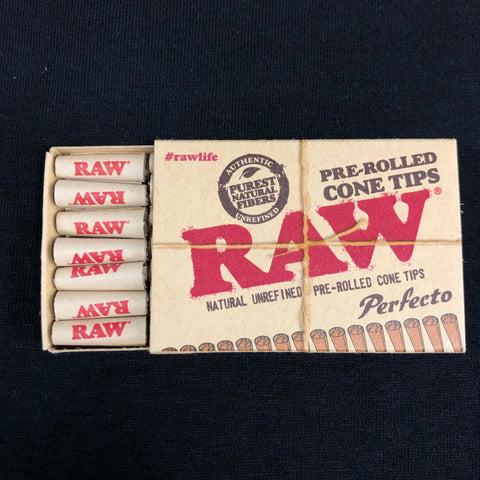 #rawlife
AUTHENTIC
PUREST
NATURAL
FIBERS
UNREFINED
PRE-ROLLED
CONE TIPS
RAW®
NATURAL UNREFINED PRE-ROLLED CONE TIPS
Perfecto
RAW®
RAW
RAW
RAW
RAW
RAW
RAW®